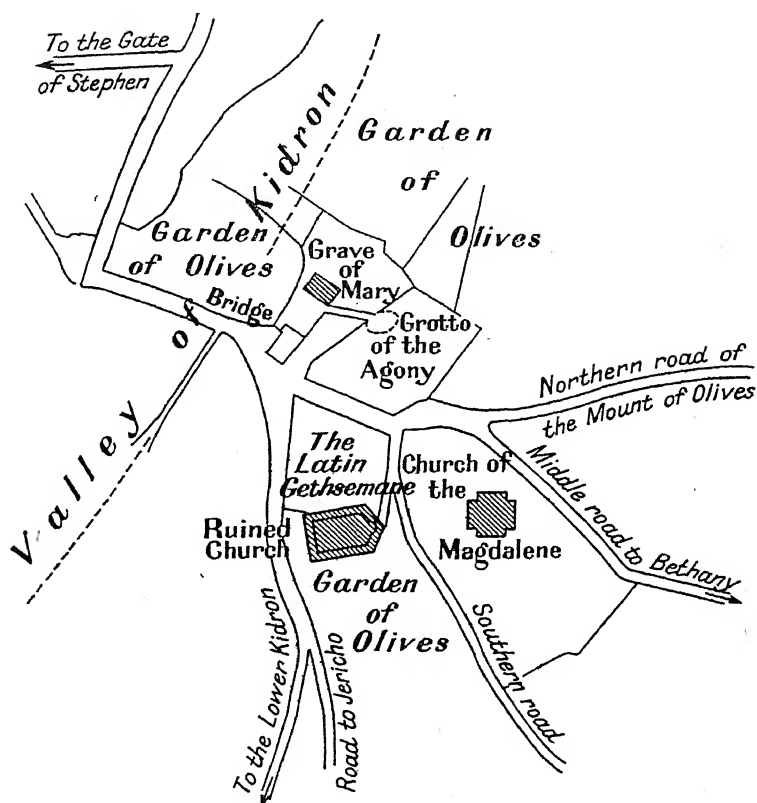 To the Gate
of Stephen
Valley of Kidron
Garden
of
Olives
Garden
of Olives
Bridge
Grave
of
Mary
Grotto
of the
Agony
Northern road of
the Mount of Olives
Middle road to Bethany
The
Latin
Gethsemane
Church of
the
Magdalene
Ruined
Church
Garden
of
Olives
Southern road
To the Lower Kidron
Road to Jericho